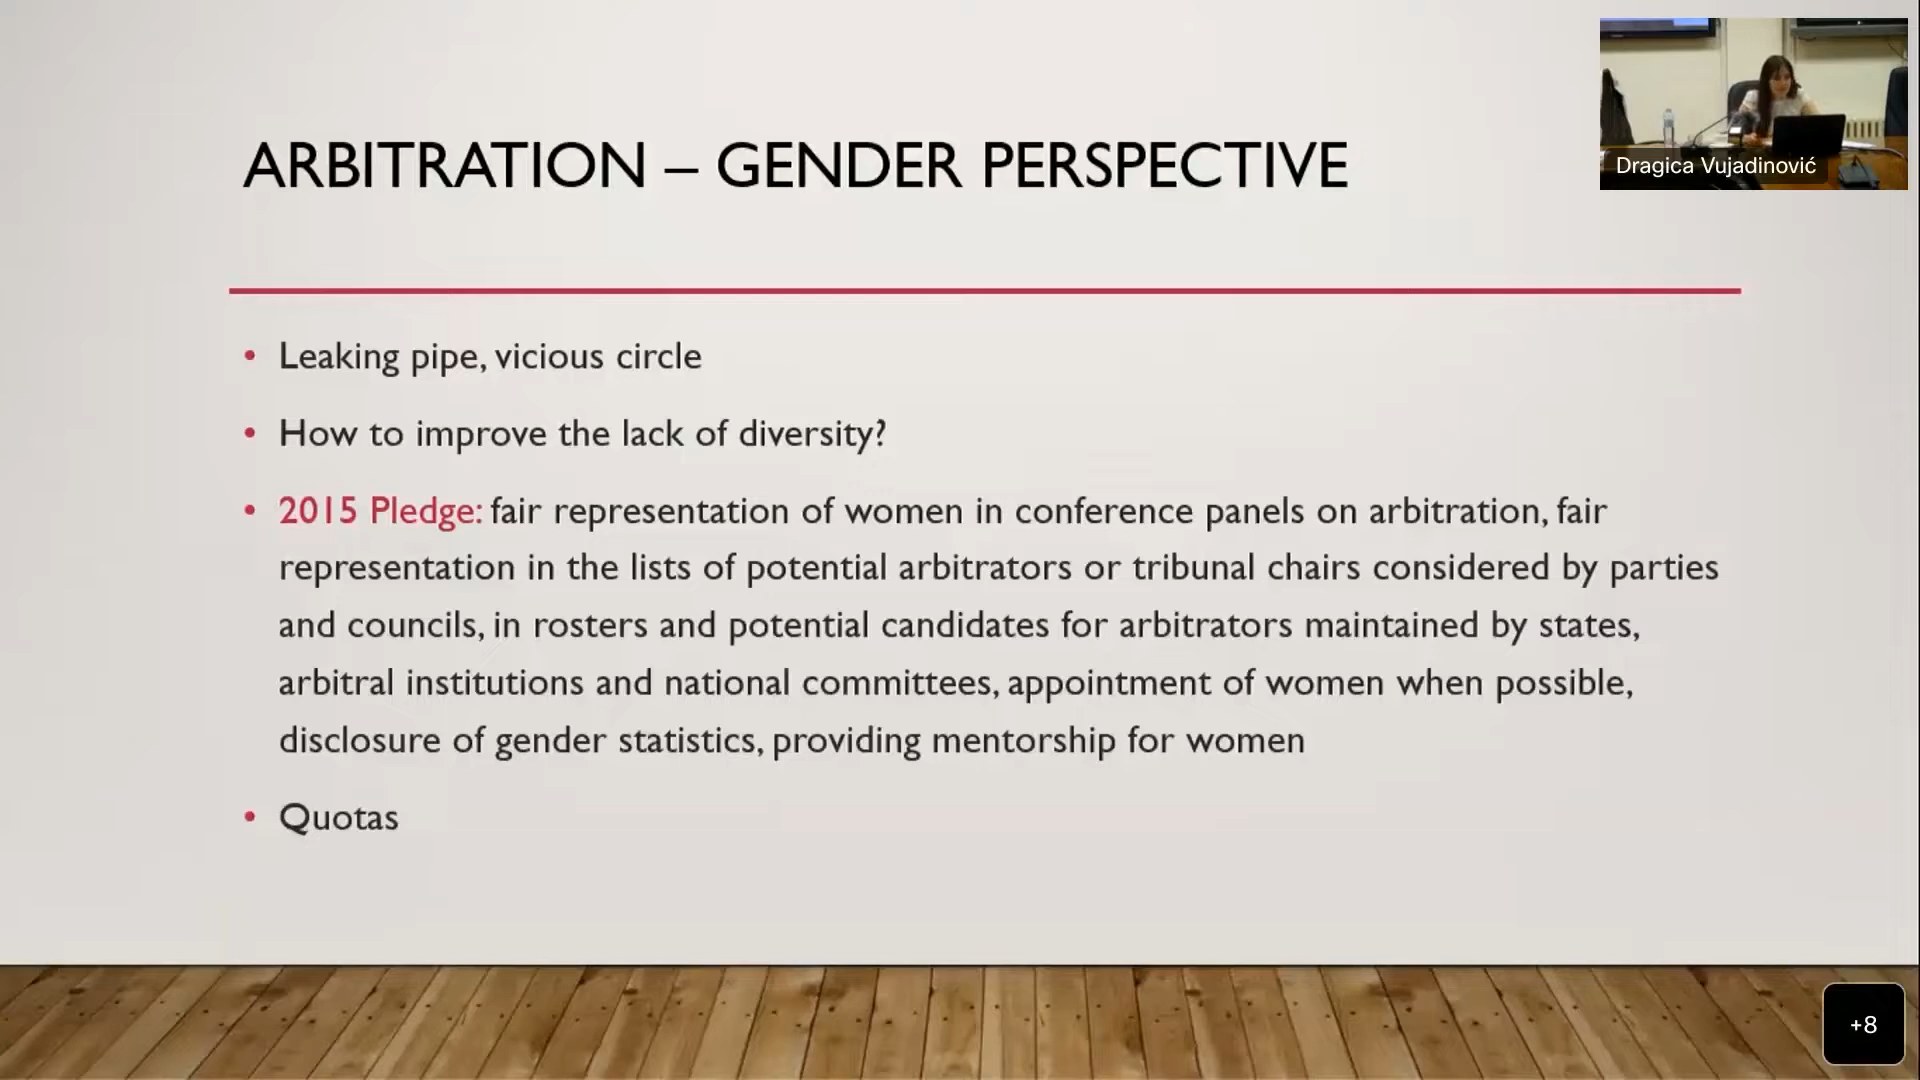 ARBITRATION – GENDER PERSPECTIVE
Dragica Vujadinović
• Leaking pipe, vicious circle
• How to improve the lack of diversity?
• 2015 Pledge: fair representation of women in conference panels on arbitration, fair
representation in the lists of potential arbitrators or tribunal chairs considered by parties
and councils, in rosters and potential candidates for arbitrators maintained by states,
arbitral institutions and national committees, appointment of women when possible,
disclosure of gender statistics, providing mentorship for women
• Quotas
+8